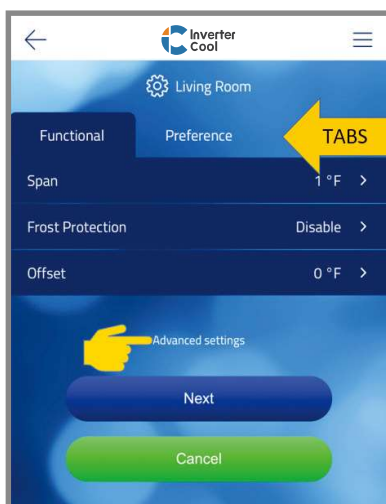 Inverter
Cool
Living Room
Functional Preference TABS
Span 1 °F >
Frost Protection Disable >
Offset 0 °F >
Advanced settings
Next
Cancel